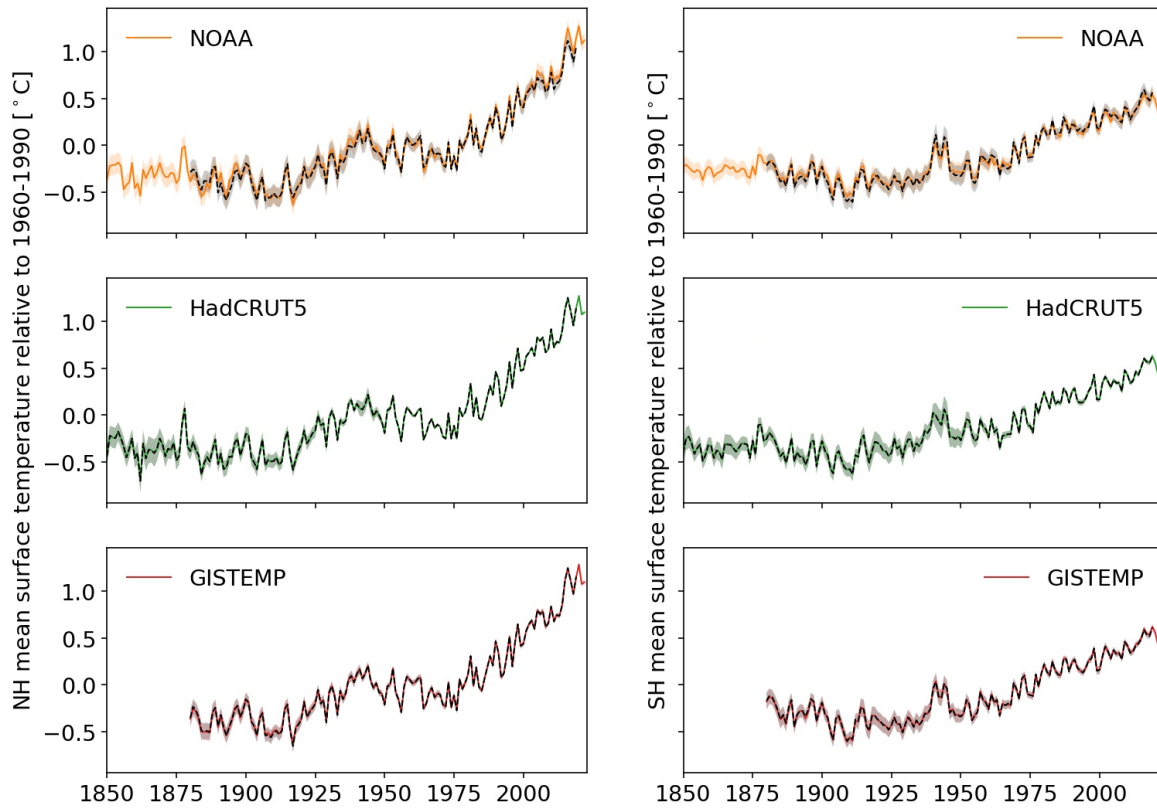 NH mean surface temperature relative to 1960-1990 [°C]
1.0
0.5
0.0
−0.5
NOAA
1.0
0.5
0.0
−0.5
HadCRUT5
1.0
0.5
0.0
−0.5
GISTEMP
1850 1875 1900 1925 1950 1975 2000
SH mean surface temperature relative to 1960-1990 [°C]
NOAA
HadCRUT5
GISTEMP
1850 1875 1900 1925 1950 1975 2000